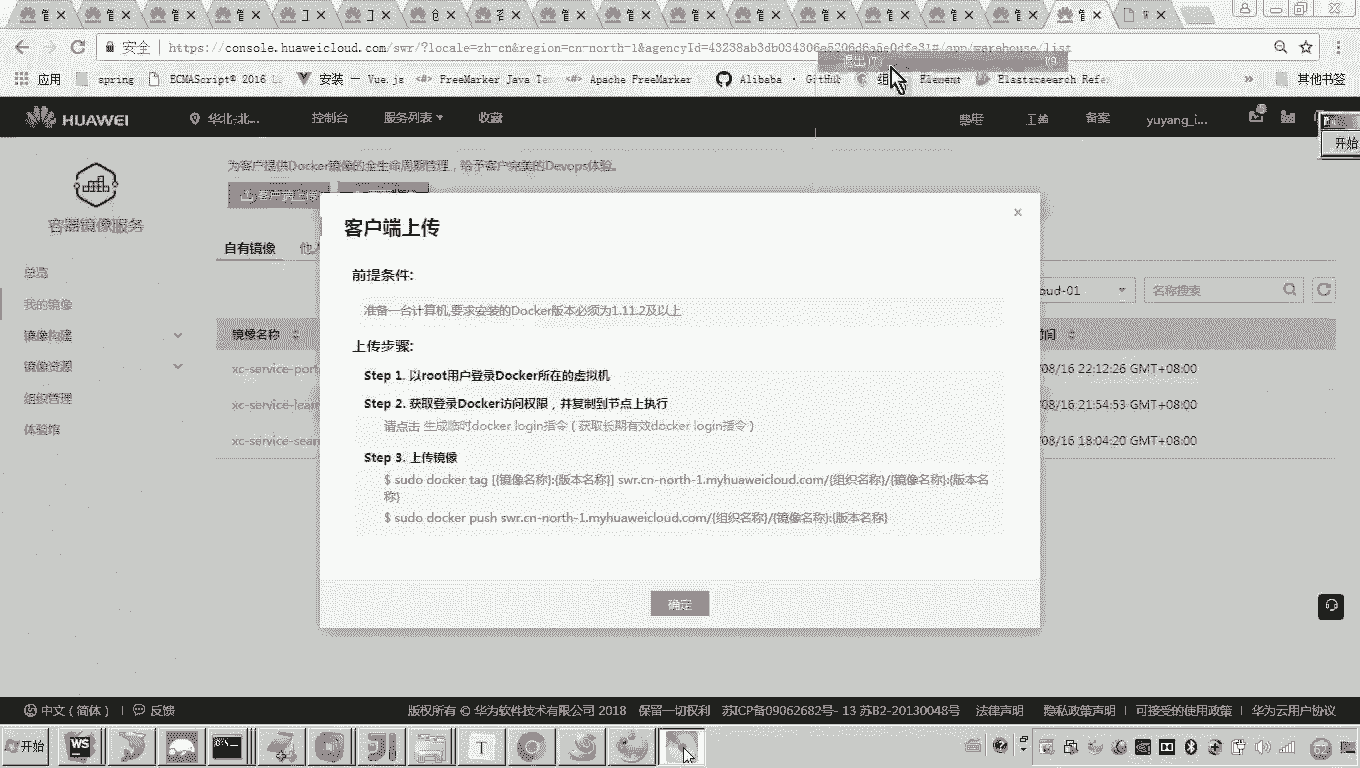 安全 https://console.huaweicloud.com/swr/?locale=zh-cn&region=cn-north-1&agencyId=
应用 spring ECMAScript® 2016 安装 — Vue.js FreeMarker Java Apache FreeMarker Alibaba · GitHub Element 其他书签
退出
HUAWEI 华北-北... 控制台 服务列表 收藏 备案 yuyang_i...
开始
为客户提供Docker镜像的全生命周期管理，给予客户完美的Devops体验。
容器镜像服务
自有镜像
总览
我的镜像
镜像构建
镜像资源
组织管理
体验馆
oud-01 名称搜索
镜像名称
xc-service-port 08/16 22:12:26 GMT+08:00
xc-service-lear 08/16 21:54:53 GMT+08:00
xc-service-sear 08/16 18:04:20 GMT+08:00
客户端上传
×
前提条件:
准备一台计算机,要求安装的Docker版本必须为1.11.2及以上
上传步骤:
Step 1. 以root用户登录Docker所在的虚拟机
Step 2. 获取登录Docker访问权限，并复制到节点上执行
请点击 生成临时docker login指令 ( 获取长期有效docker login指令 )
Step 3. 上传镜像
$ sudo docker tag [{镜像名称}:{版本名称}] swr.cn-north-1.myhuaweicloud.com/{组织名称}/{镜像名称}:{版本名
称}
$ sudo docker push swr.cn-north-1.myhuaweicloud.com/{组织名称}/{镜像名称}:{版本名称}
确定
中文 ( 简体 ) | 反馈 版权所有 © 华为软件技术有限公司 2018 保留一切权利 苏ICP备09062682号- 13 苏B2-20130048号 法律声明 隐私政策声明 | 可接受的使用政策 | 华为云用户协议
开始 WS T